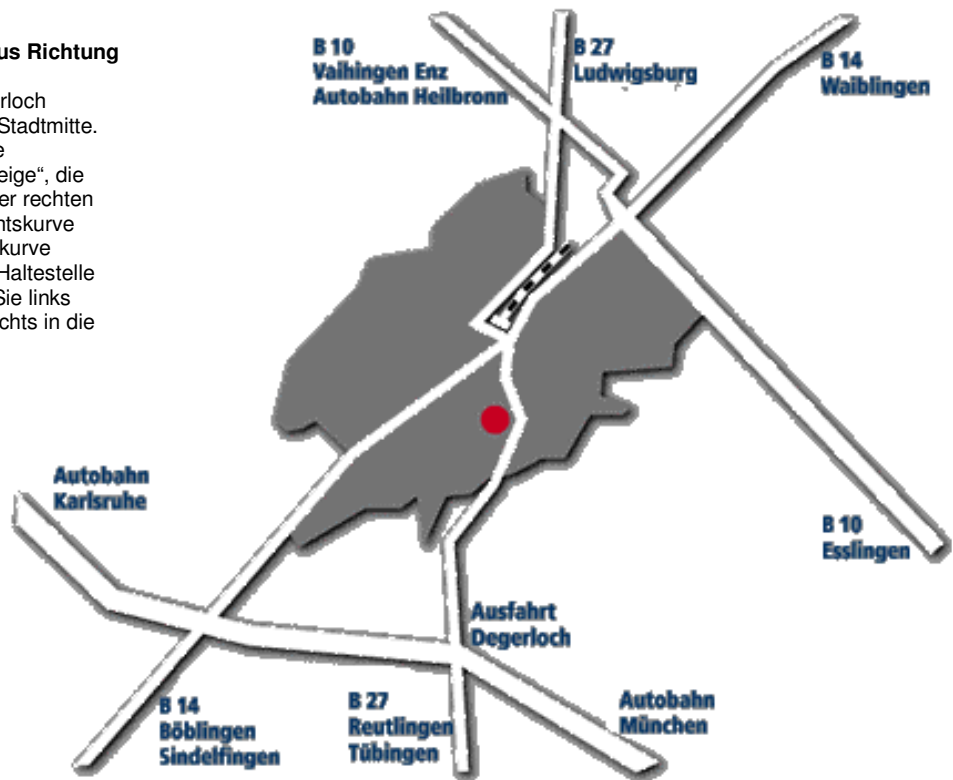 us Richtung
rloch
Stadtmitte.
e
eige“, die
er rechten
ntskurve
kurve
Haltestelle
Sie links
chts in die
B 10
Vaihingen Enz
Autobahn Heilbronn
B 27
Ludwigsburg
B 14
Waiblingen
Autobahn
Karlsruhe
B 10
Esslingen
Ausfahrt
Degerloch
B 14
Böblingen
Sindelfingen
B 27
Reutlingen
Tübingen
Autobahn
München